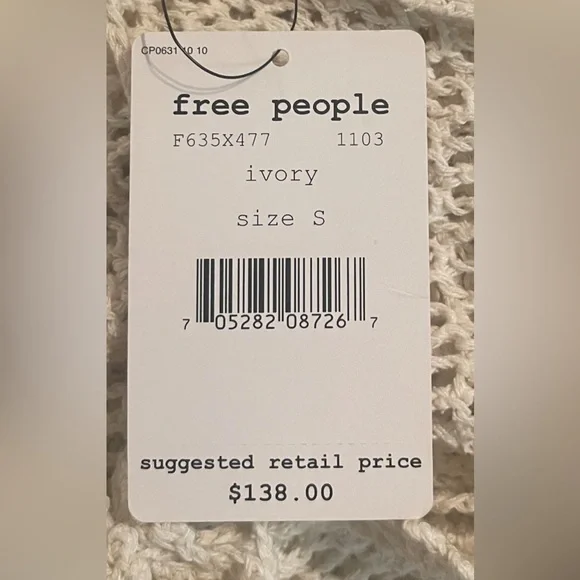 CP0631 10 10
free people
F635X477 1103
ivory
size S
7 05282 08726 7
suggested retail price
$138.00